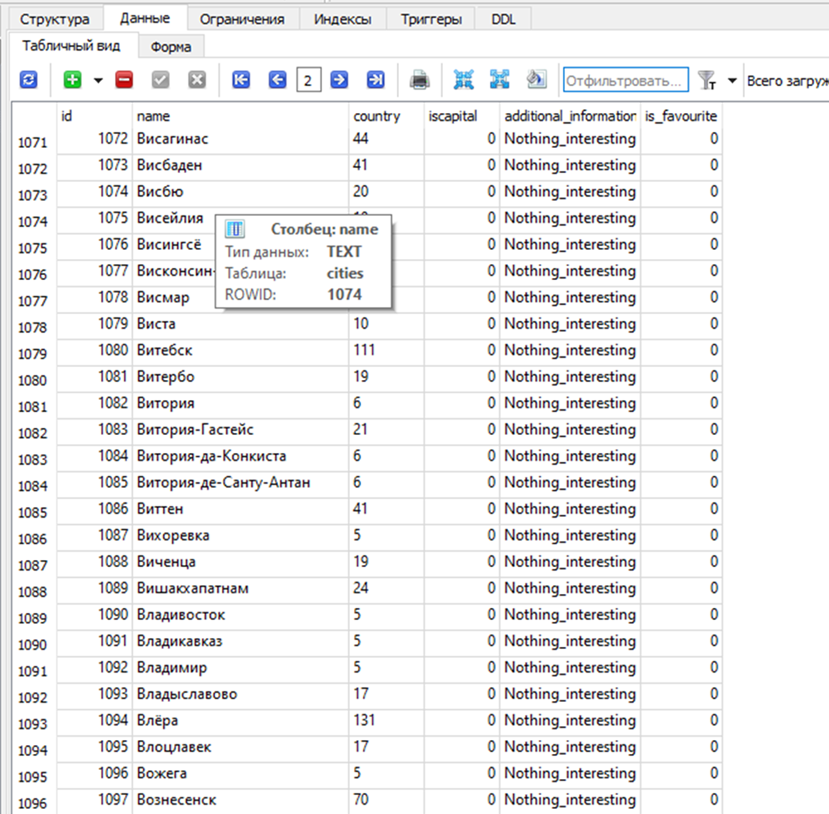 Структура Данные Ограничения Индексы Триггеры DDL
Табличный вид Форма
2 Отфильтровать... T Всего загруж
id name country iscapital additional_information is_favourite
1071 1072 Висагинас 44 0 Nothing_interesting 0
1072 1073 Висбаден 41 0 Nothing_interesting 0
1073 1074 Висбю 20 0 Nothing_interesting 0
1074 1075 Висейлия 0 Nothing_interesting 0
1075 1076 Висингсё 0 Nothing_interesting 0
1076 1077 Висконсин- 0 Nothing_interesting 0
1077 1078 Висмар 0 Nothing_interesting 0
Столбец: name
Тип данных: TEXT
Таблица: cities
ROWID: 1074
1078 1079 Виста 10 0 Nothing_interesting 0
1079 1080 Витебск 111 0 Nothing_interesting 0
1080 1081 Витербо 19 0 Nothing_interesting 0
1081 1082 Витория 6 0 Nothing_interesting 0
1082 1083 Витория-Гастейс 21 0 Nothing_interesting 0
1083 1084 Витория-да-Конкиста 6 0 Nothing_interesting 0
1084 1085 Витория-де-Санту-Антан 6 0 Nothing_interesting 0
1085 1086 Виттен 41 0 Nothing_interesting 0
1086 1087 Вихоревка 5 0 Nothing_interesting 0
1087 1088 Виченца 19 0 Nothing_interesting 0
1088 1089 Вишакхапатнам 24 0 Nothing_interesting 0
1089 1090 Владивосток 5 0 Nothing_interesting 0
1090 1091 Владикавказ 5 0 Nothing_interesting 0
1091 1092 Владимир 5 0 Nothing_interesting 0
1092 1093 Владыславово 17 0 Nothing_interesting 0
1093 1094 Влёра 131 0 Nothing_interesting 0
1094 1095 Влоцлавек 17 0 Nothing_interesting 0
1095 1096 Вожега 5 0 Nothing_interesting 0
1096 1097 Вознесенск 70 0 Nothing_interesting 0